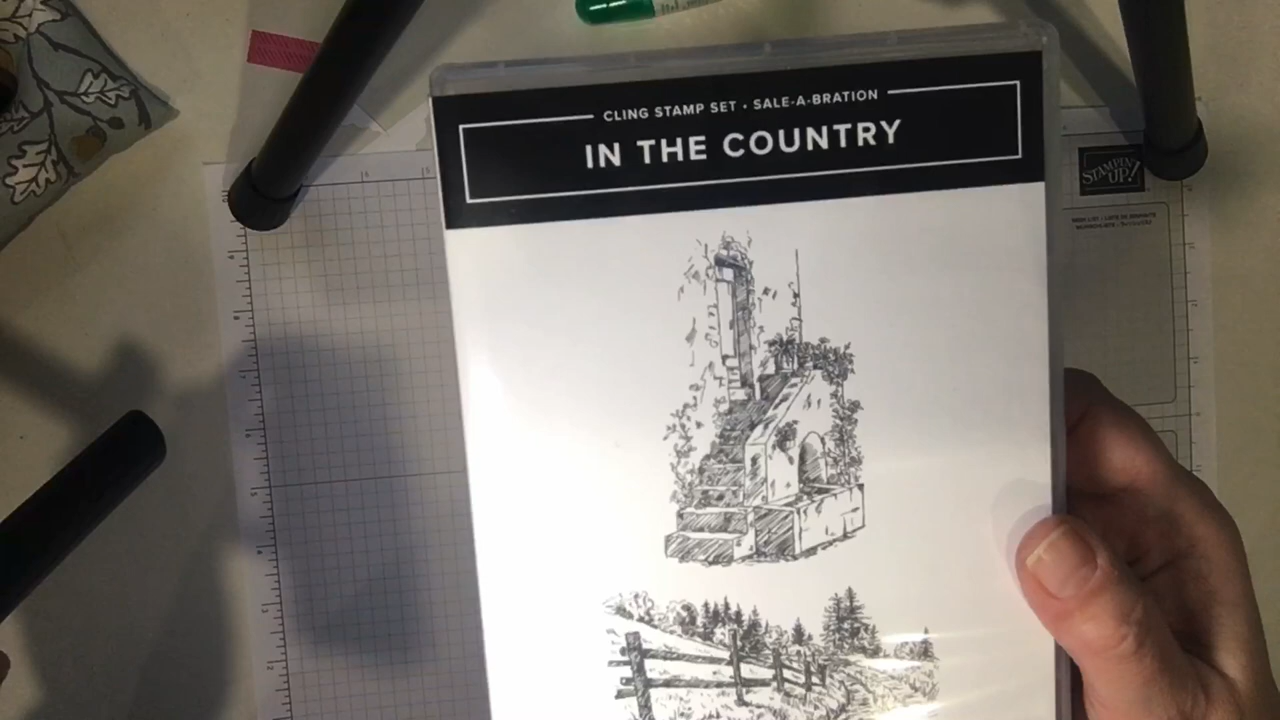 CLING STAMP SET • SALE-A-BRATION
IN THE COUNTRY
STAMPIN' UP!